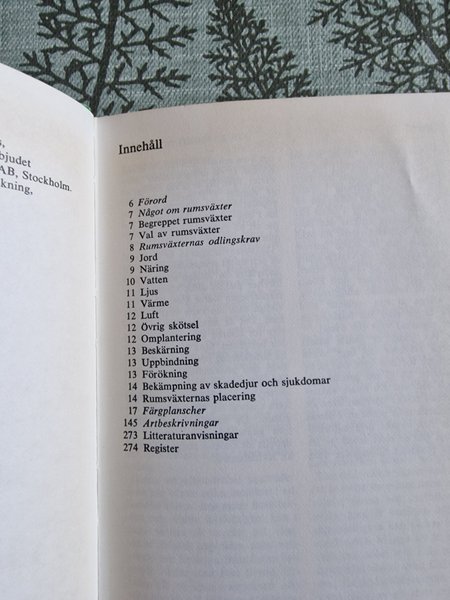 s,
bjudet
AB, Stockholm.
kning,
Innehåll
6 Förord
7 Något om rumsväxter
7 Begreppet rumsväxter
7 Val av rumsväxter
8 Rumsväxternas odlingskrav
9 Jord
9 Näring
10 Vatten
11 Ljus
11 Värme
12 Luft
12 Övrig skötsel
12 Omplantering
13 Beskärning
13 Uppbindning
13 Förökning
14 Bekämpning av skadedjur och sjukdomar
14 Rumsväxternas placering
17 Färgplanscher
145 Artbeskrivningar
273 Litteraturanvisningar
274 Register